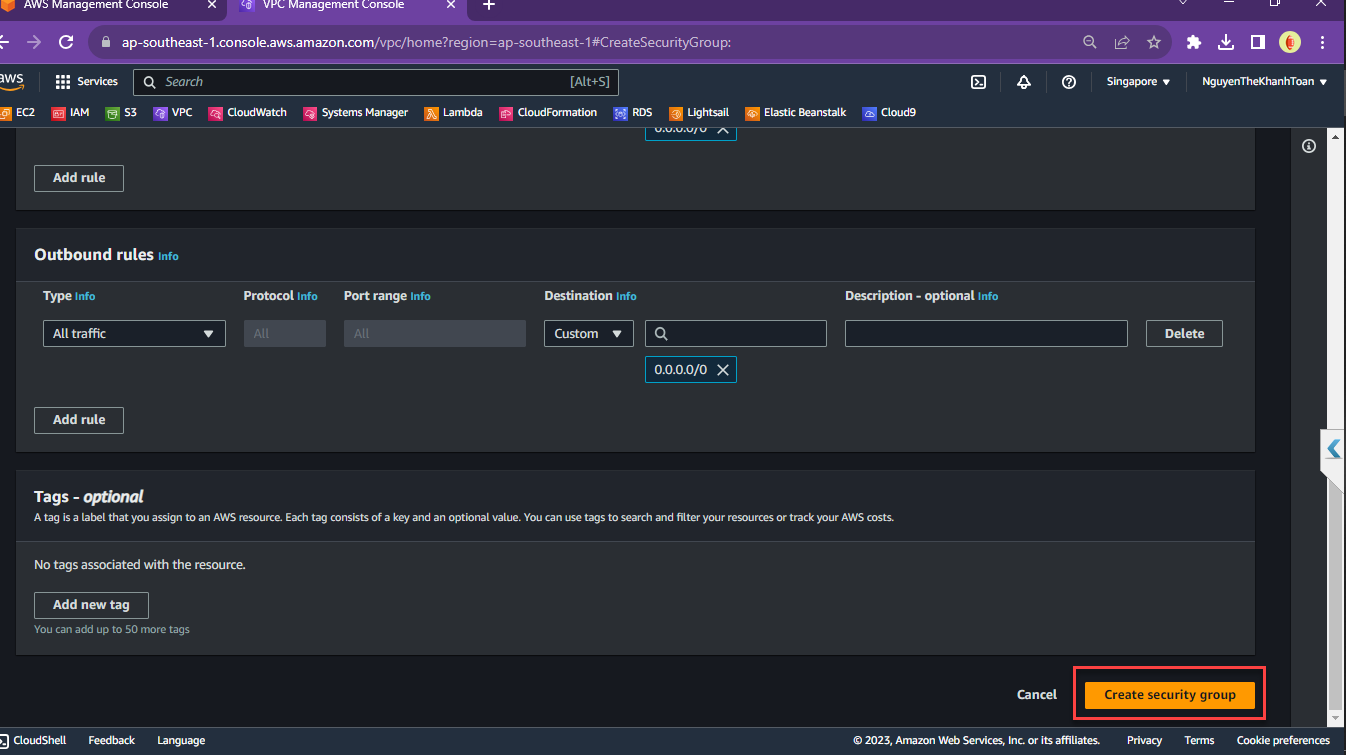 AWS Management Console
VPC Management Console
ap-southeast-1.console.aws.amazon.com/vpc/home?region=ap-southeast-1#CreateSecurityGroup:
aws
Services
Search
[Alt+S]
Singapore
NguyenTheKhanhToan
EC2
IAM
S3
VPC
CloudWatch
Systems Manager
Lambda
CloudFormation
RDS
Lightsail
Elastic Beanstalk
Cloud9
0.0.0.0/0
Add rule
Outbound rules Info
Type Info
Protocol Info
Port range Info
Destination Info
Description - optional Info
All traffic
All
All
Custom
Delete
0.0.0.0/0
Add rule
Tags - optional
A tag is a label that you assign to an AWS resource. Each tag consists of a key and an optional value. You can use tags to search and filter your resources or track your AWS costs.
No tags associated with the resource.
Add new tag
You can add up to 50 more tags
Cancel
Create security group
CloudShell
Feedback
Language
© 2023, Amazon Web Services, Inc. or its affiliates.
Privacy
Terms
Cookie preferences